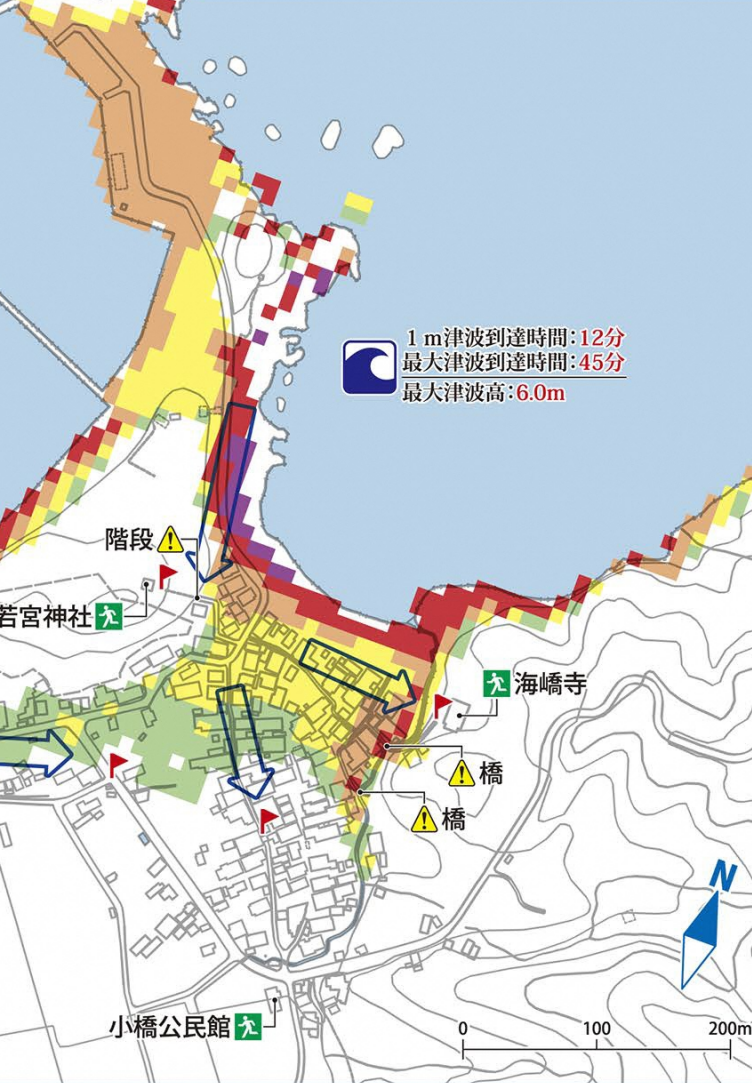 1m津波到達時間：12分
最大津波到達時間：45分
最大津波高：6.0m
階段
若宮神社
海嶠寺
橋
橋
N
小橋公民館
0 100 200m